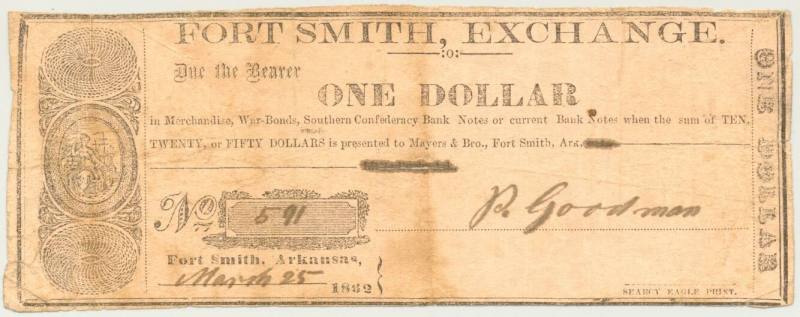 FORT SMITH, EXCHANGE.
:o:
Due the Bearer
ONE DOLLAR
in Merchandise, War-Bonds, Southern Confederacy Bank Notes or current Bank Notes when the sum of TEN,
TWENTY, or FIFTY DOLLARS is presented to Mayers & Bro., Fort Smith, Ark.
No 591
P. Goodman
Fort Smith, Arkansas,
March 25 1862
SEARCY EAGLE PRINT.
ONE DOLLAR